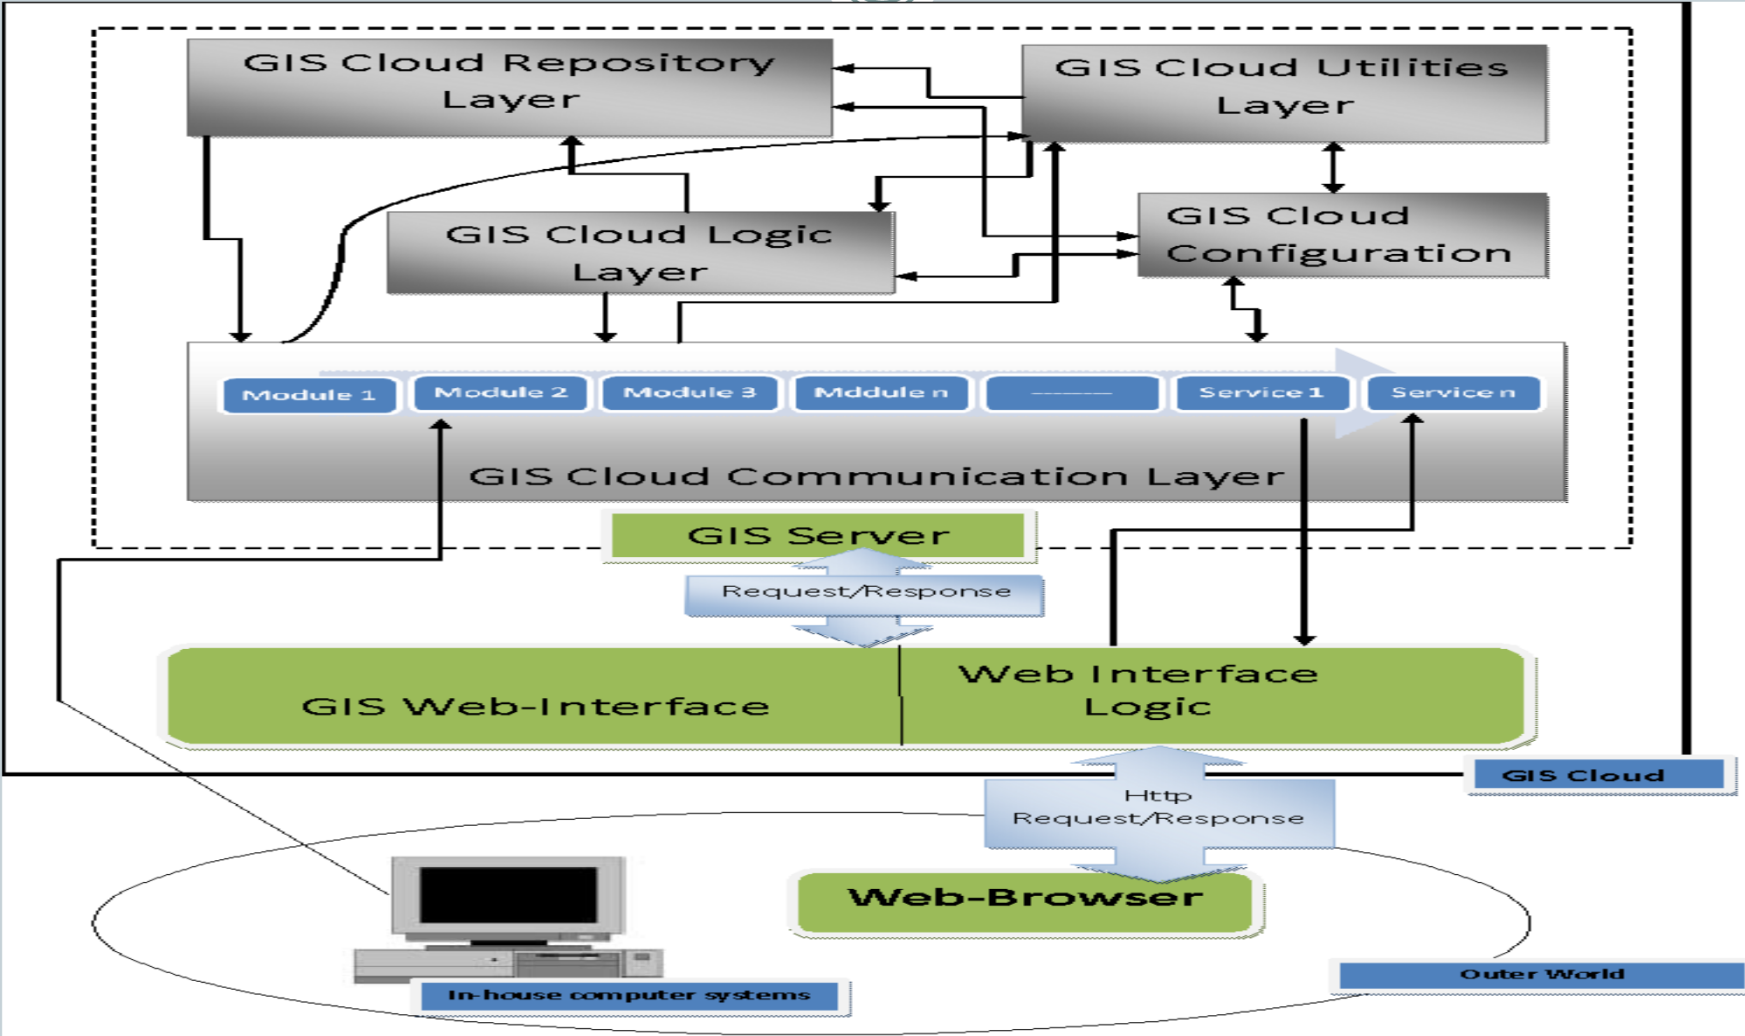 GIS Cloud Repository
Layer
GIS Cloud Utilities
Layer
GIS Cloud Logic
Layer
GIS Cloud
Configuration
Module 1
Module 2
Module 3
Mddule n
---------
Service 1
Service n
GIS Cloud Communication Layer
GIS Server
Request/Response
GIS Web-Interface
Web Interface
Logic
GIS Cloud
Http
Request/Response
Web-Browser
Outer World
In-house computer systems